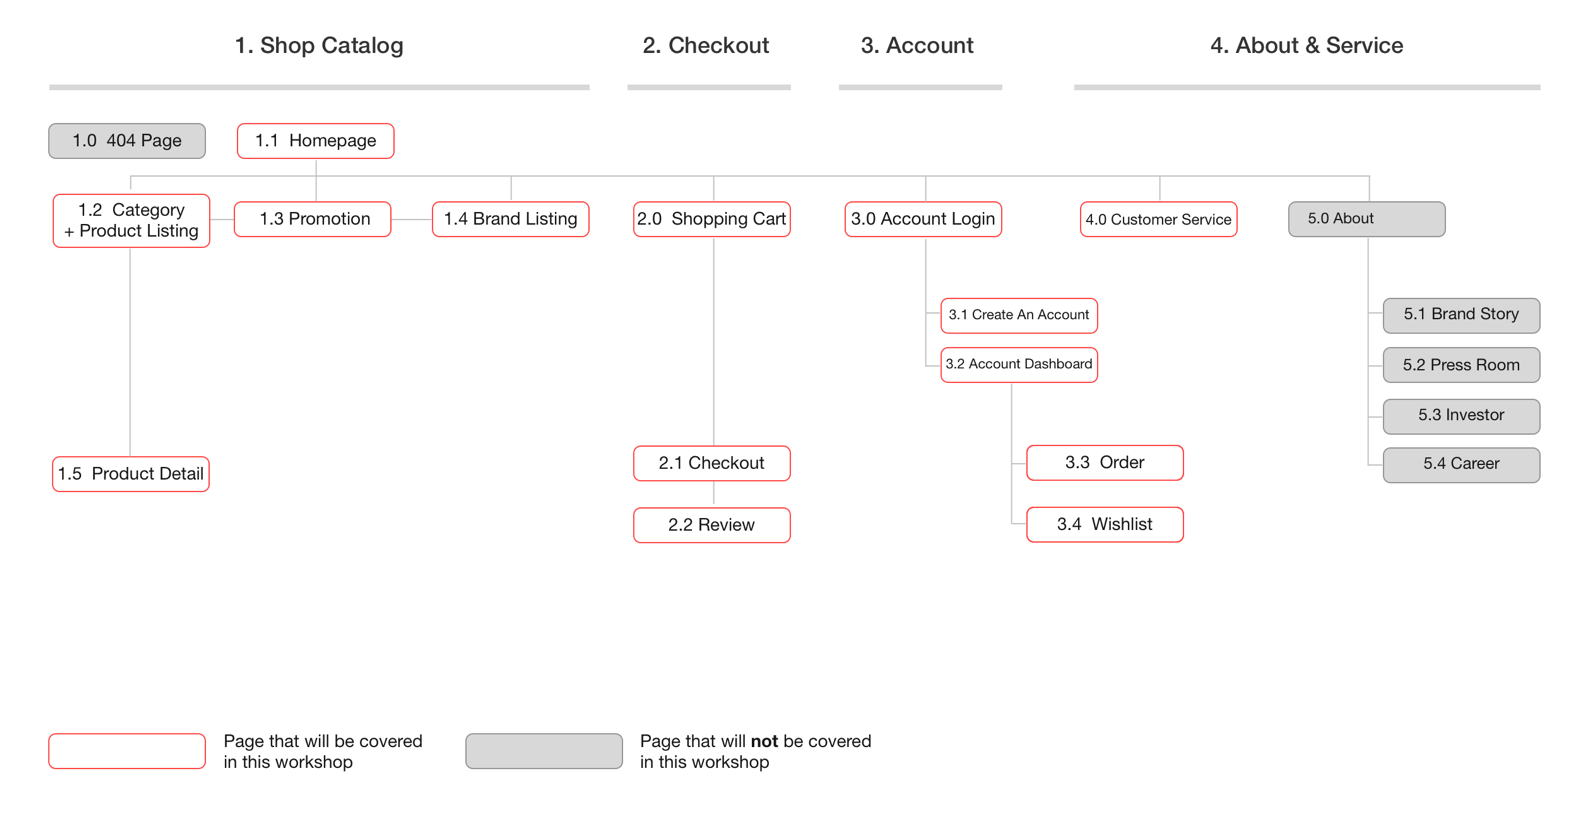 1. Shop Catalog
2. Checkout
3. Account
4. About & Service
1.0 404 Page
1.1 Homepage
1.2 Category
+ Product Listing
1.3 Promotion
1.4 Brand Listing
2.0 Shopping Cart
3.0 Account Login
4.0 Customer Service
5.0 About
3.1 Create An Account
5.1 Brand Story
3.2 Account Dashboard
5.2 Press Room
5.3 Investor
1.5 Product Detail
2.1 Checkout
3.3 Order
5.4 Career
2.2 Review
3.4 Wishlist
Page that will be covered
in this workshop
Page that will not be covered
in this workshop